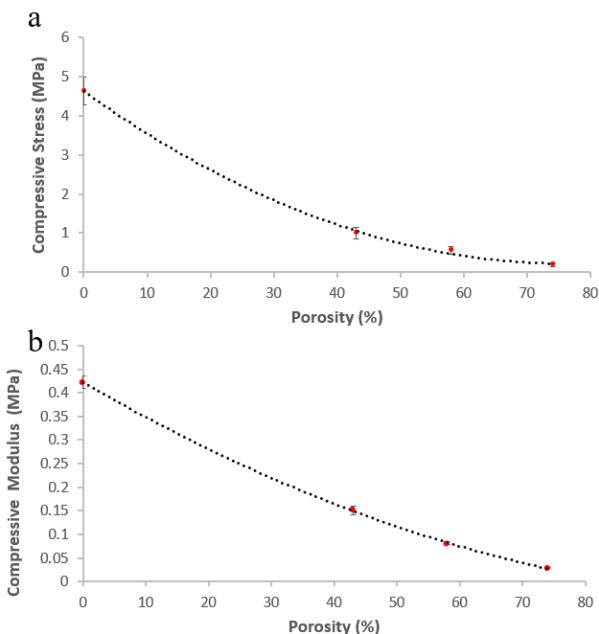 a
6
5
4
3
2
1
0
Compressive Stress (MPa)
0 10 20 30 40 50 60 70 80
Porosity (%)
b
0.5
0.45
0.4
0.35
0.3
0.25
0.2
0.15
0.1
0.05
0
Compressive Modulus (MPa)
0 10 20 30 40 50 60 70 80
Porosity (%)